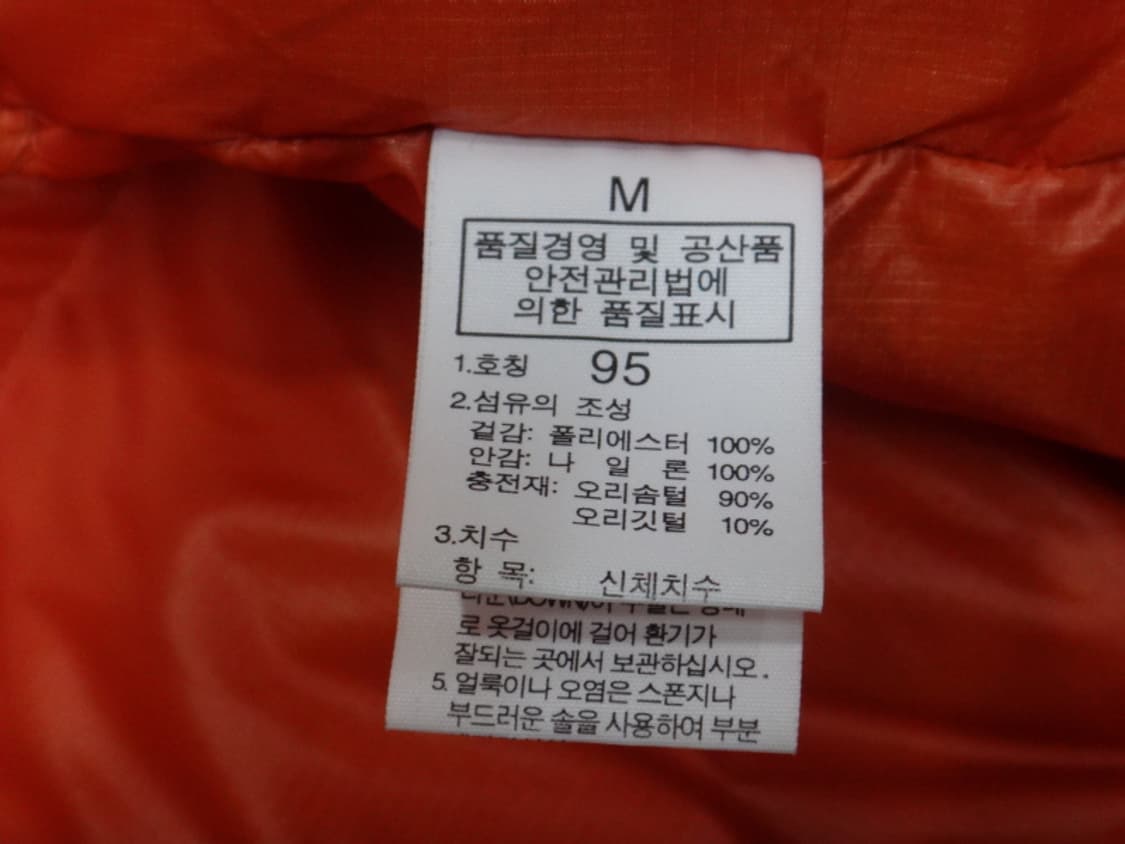 M
품질경영 및 공산품
안전관리법에
의한 품질표시
1.호칭 95
2.섬유의 조성
겉감: 폴리에스터 100%
안감: 나 일 론 100%
충전재: 오리솜털 90%
오리깃털 10%
3.치수
항 목: 신체치수
로 옷걸이에 걸어 환기가
잘되는 곳에서 보관하십시오.
5. 얼룩이나 오염은 스폰지나
부드러운 솔을 사용하여 부분